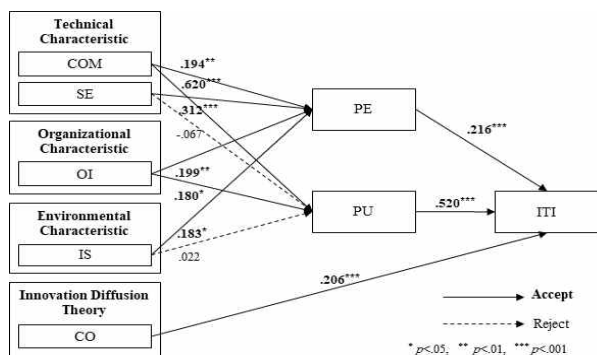 Technical
Characteristic
COM
SE
Organizational
Characteristic
OI
Environmental
Characteristic
IS
Innovation Diffusion
Theory
CO
.194**
.620***
.312***
-.067
.199**
.180*
.183*
.022
.206***
PE
PU
.216***
.520***
ITI
Accept
Reject
* p<.05, ** p<.01, *** p<.001